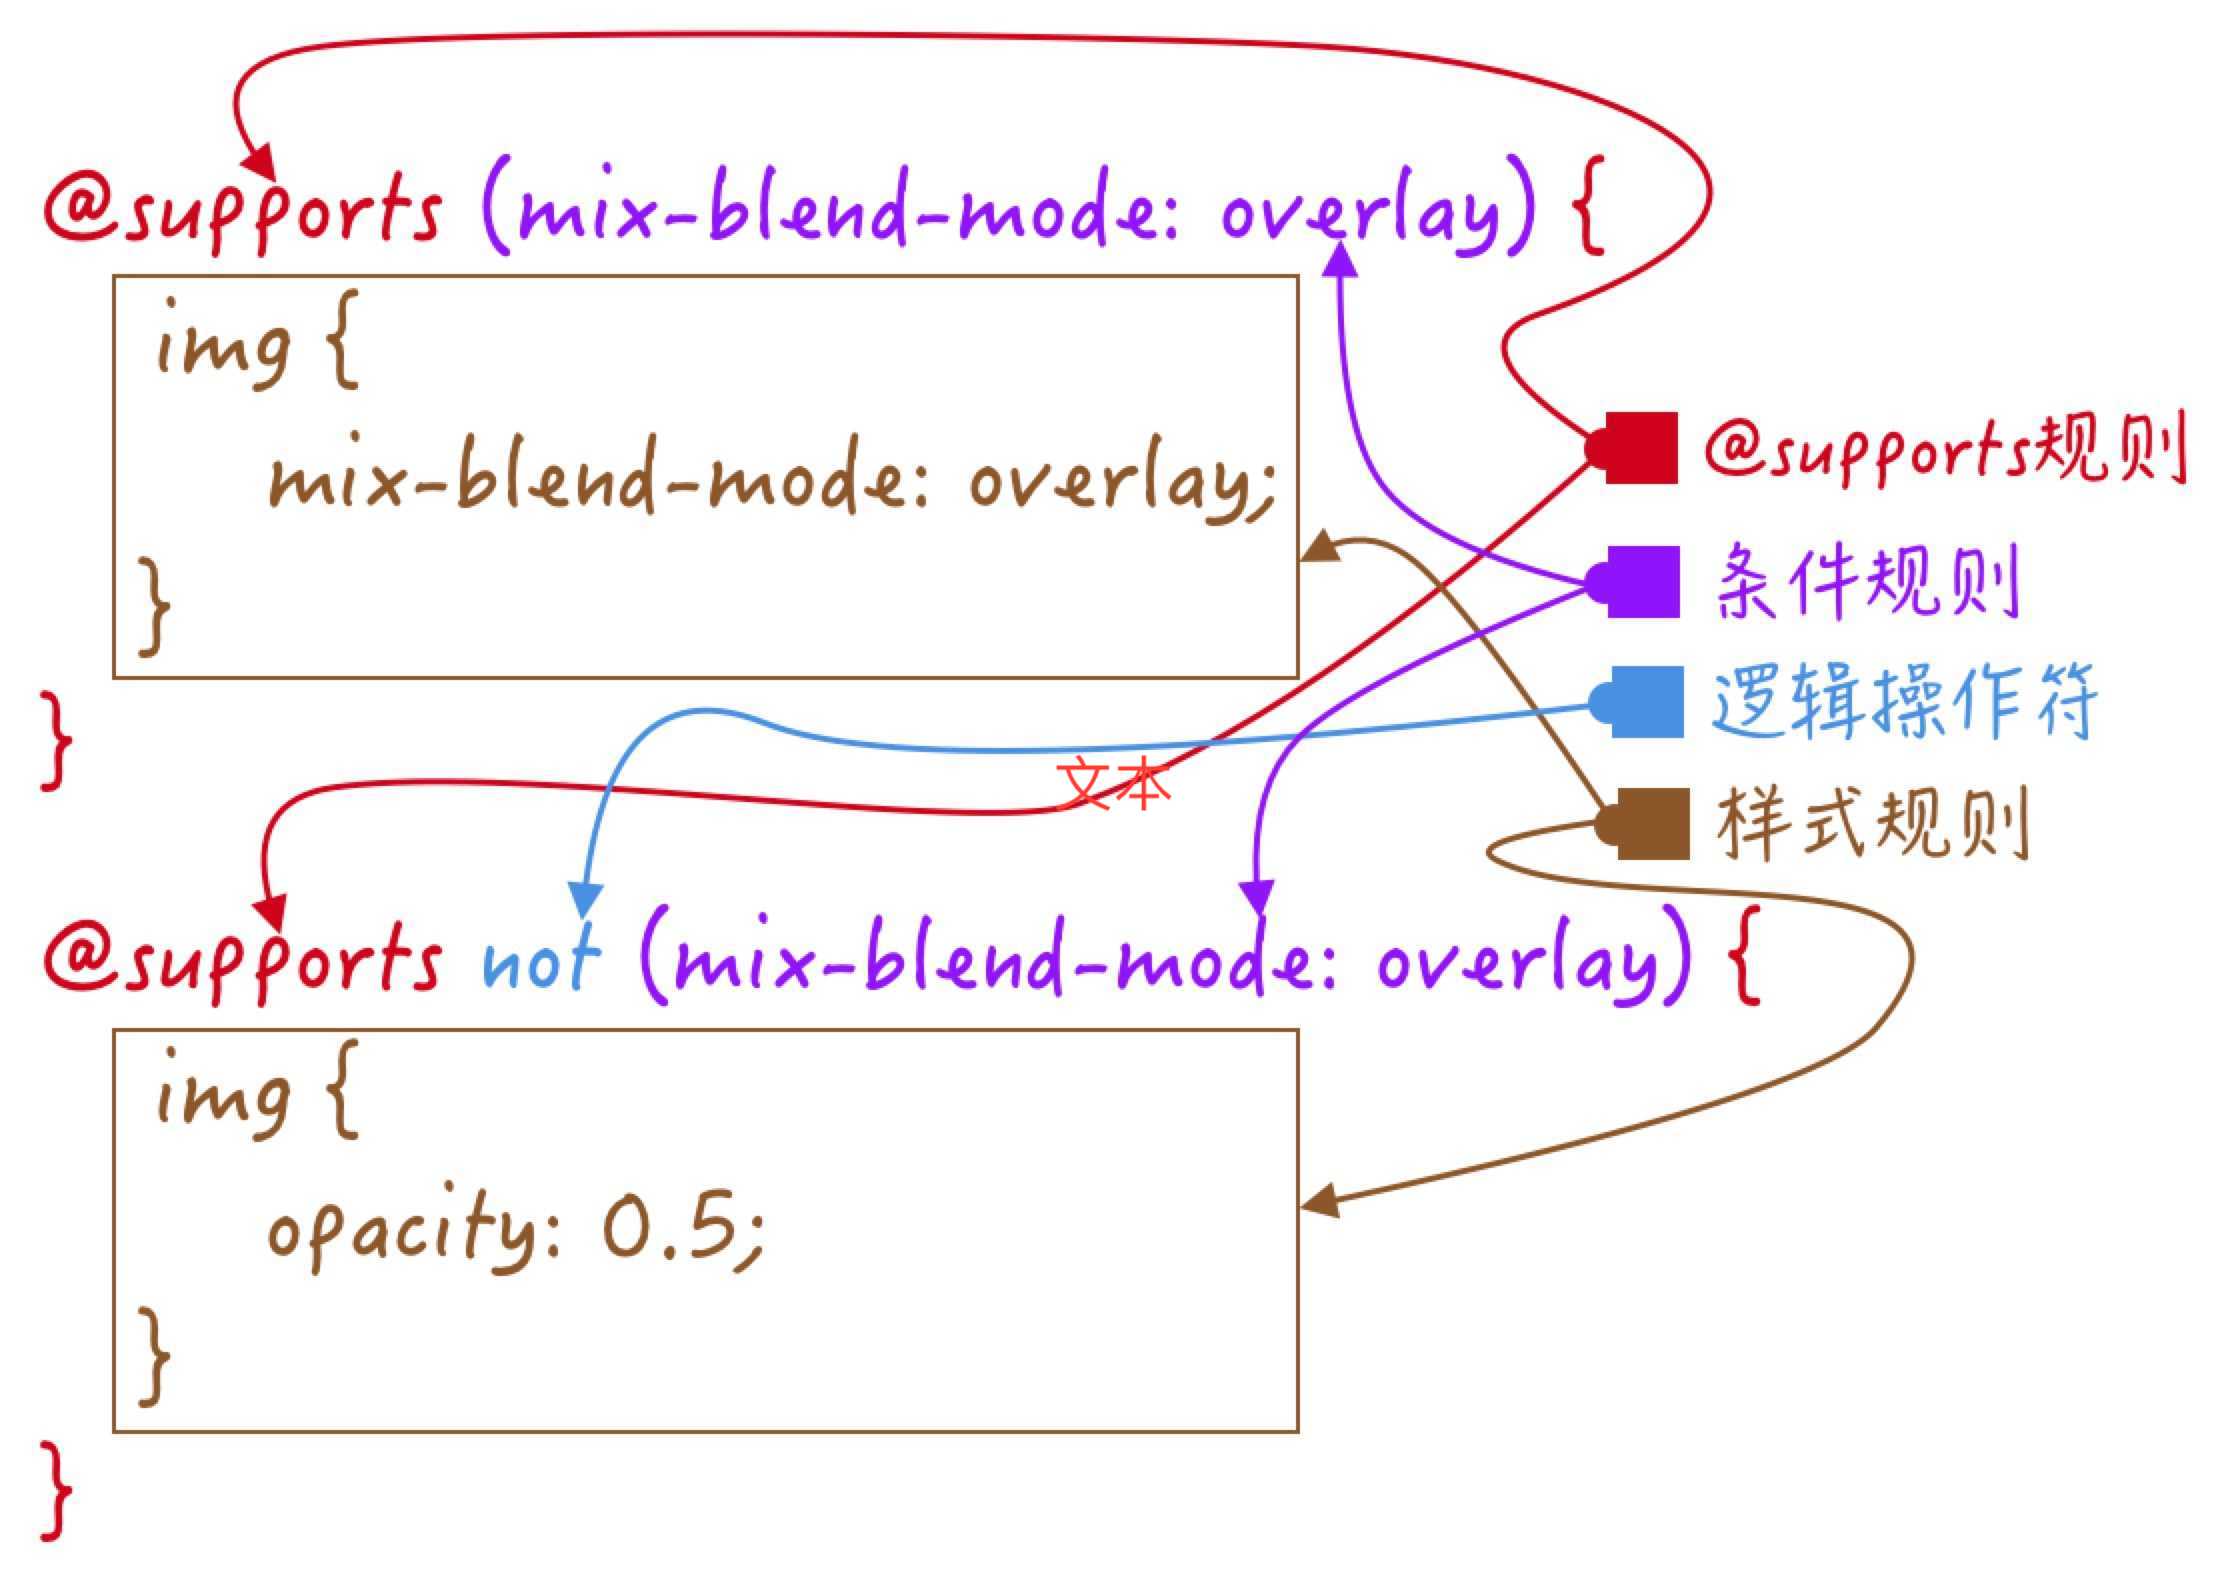 @supports (mix-blend-mode: overlay) {
img {
mix-blend-mode: overlay;
}
}
@supports规则
条件规则
逻辑操作符
样式规则
文本
@supports not (mix-blend-mode: overlay) {
img {
opacity: 0.5;
}
}